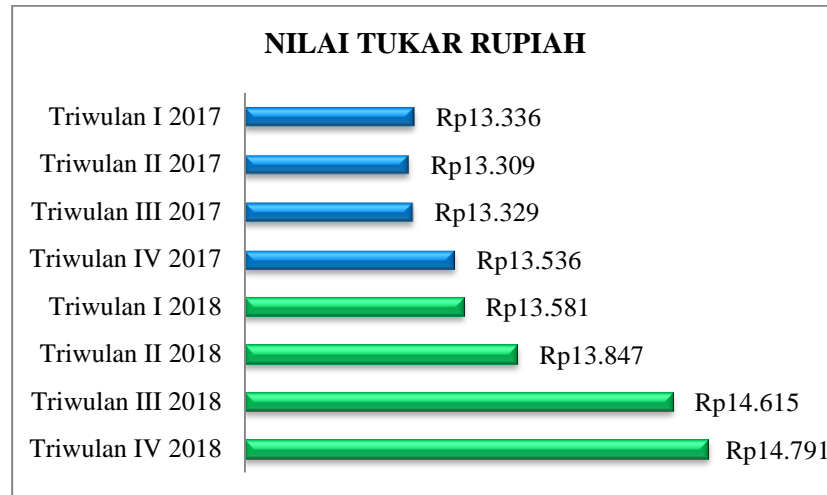 NILAI TUKAR RUPIAH
Triwulan I 2017 Rp13.336
Triwulan II 2017 Rp13.309
Triwulan III 2017 Rp13.329
Triwulan IV 2017 Rp13.536
Triwulan I 2018 Rp13.581
Triwulan II 2018 Rp13.847
Triwulan III 2018 Rp14.615
Triwulan IV 2018 Rp14.791